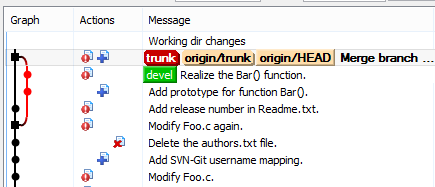 Graph Actions Message
Working dir changes
trunk origin/trunk origin/HEAD Merge branch ...
devel Realize the Bar() function.
Add prototype for function Bar().
Add release number in Readme.txt.
Modify Foo.c again.
Delete the authors.txt file.
Add SVN-Git username mapping.
Modify Foo.c.